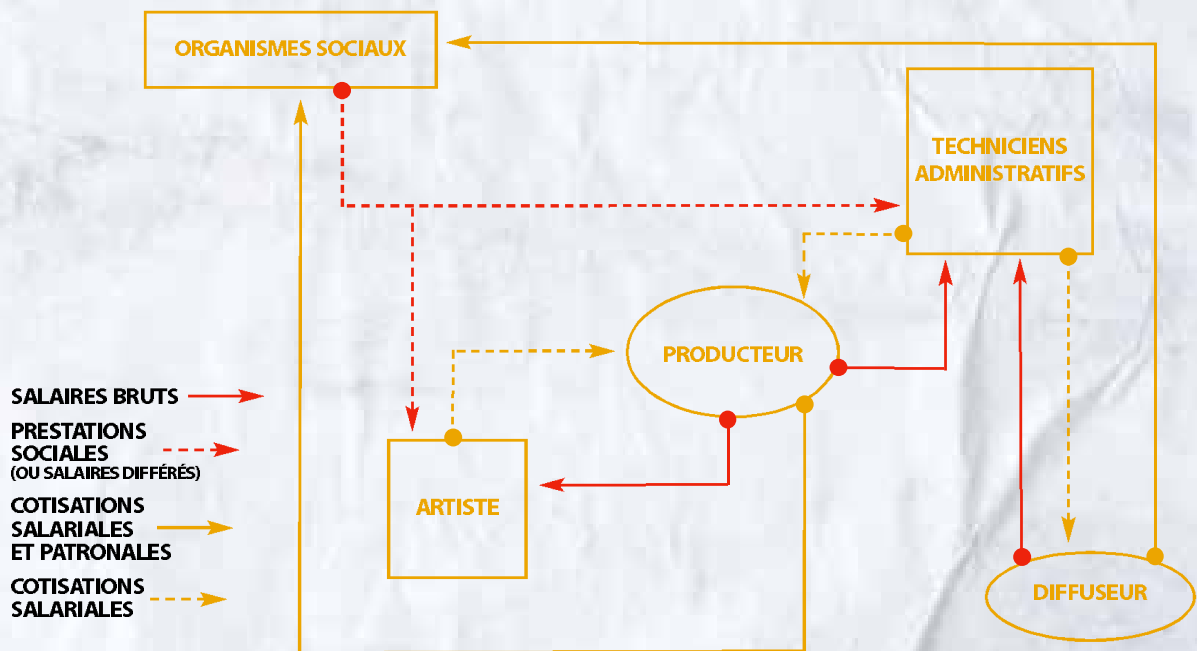 ORGANISMES SOCIAUX
TECHNICIENS
ADMINISTRATIFS
PRODUCTEUR
SALAIRES BRUTS
PRESTATIONS
SOCIALES
(OU SALAIRES DIFFÉRÉS)
COTISATIONS
SALARIALES
ET PATRONALES
COTISATIONS
SALARIALES
ARTISTE
DIFFUSEUR